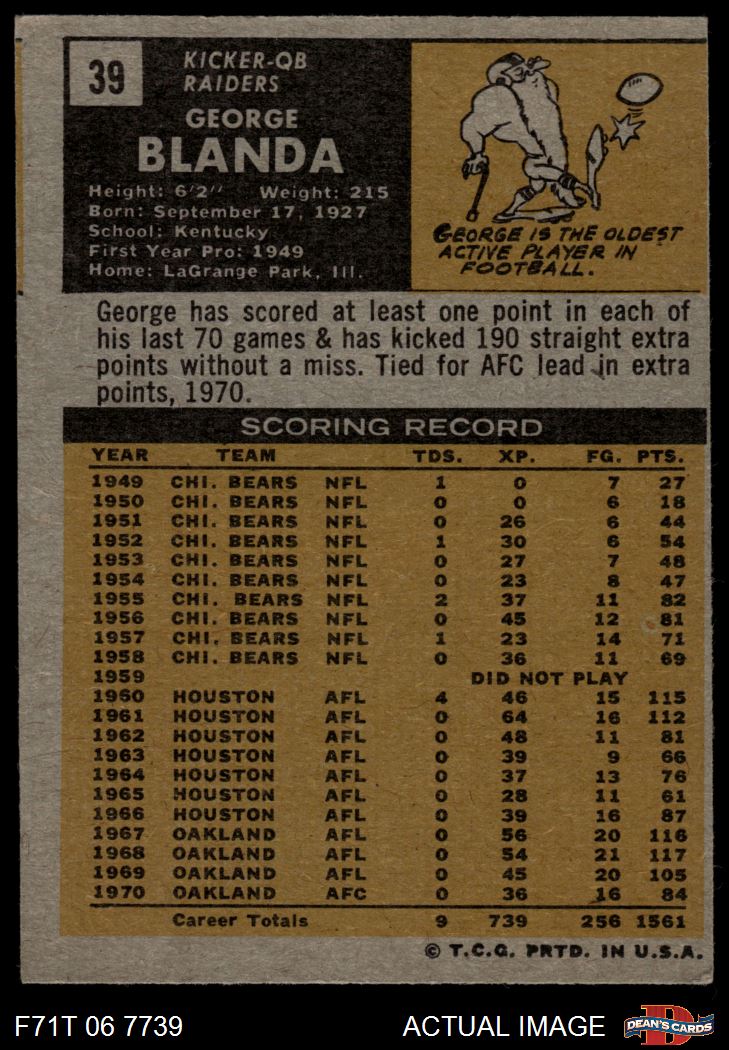 39
KICKER-QB
RAIDERS
GEORGE
BLANDA
Height: 6'2" Weight: 215
Born: September 17, 1927
School: Kentucky
First Year Pro: 1949
Home: LaGrange Park, Ill.
GEORGE IS THE OLDEST
ACTIVE PLAYER IN
FOOTBALL.
George has scored at least one point in each of
his last 70 games & has kicked 190 straight extra
points without a miss. Tied for AFC lead in extra
points, 1970.
SCORING RECORD
YEAR TEAM TDS. XP. FG. PTS.
1949 CHI. BEARS NFL 1 0 7 27
1950 CHI. BEARS NFL 0 0 6 18
1951 CHI. BEARS NFL 0 26 6 44
1952 CHI. BEARS NFL 1 30 6 54
1953 CHI. BEARS NFL 0 27 7 48
1954 CHI. BEARS NFL 0 23 8 47
1955 CHI. BEARS NFL 2 37 11 82
1956 CHI. BEARS NFL 0 45 12 81
1957 CHI. BEARS NFL 1 23 14 71
1958 CHI. BEARS NFL 0 36 11 69
1959 DID NOT PLAY
1960 HOUSTON AFL 4 46 15 115
1961 HOUSTON AFL 0 64 16 112
1962 HOUSTON AFL 0 48 11 81
1963 HOUSTON AFL 0 39 9 66
1964 HOUSTON AFL 0 37 13 76
1965 HOUSTON AFL 0 28 11 61
1966 HOUSTON AFL 0 39 16 87
1967 OAKLAND AFL 0 56 20 116
1968 OAKLAND AFL 0 54 21 117
1969 OAKLAND AFL 0 45 20 105
1970 OAKLAND AFC 0 36 16 84
Career Totals 9 739 256 1561
© T.C.G. PRTD. IN U.S.A.
F71T 06 7739 ACTUAL IMAGE
D
DEAN'S CARDS